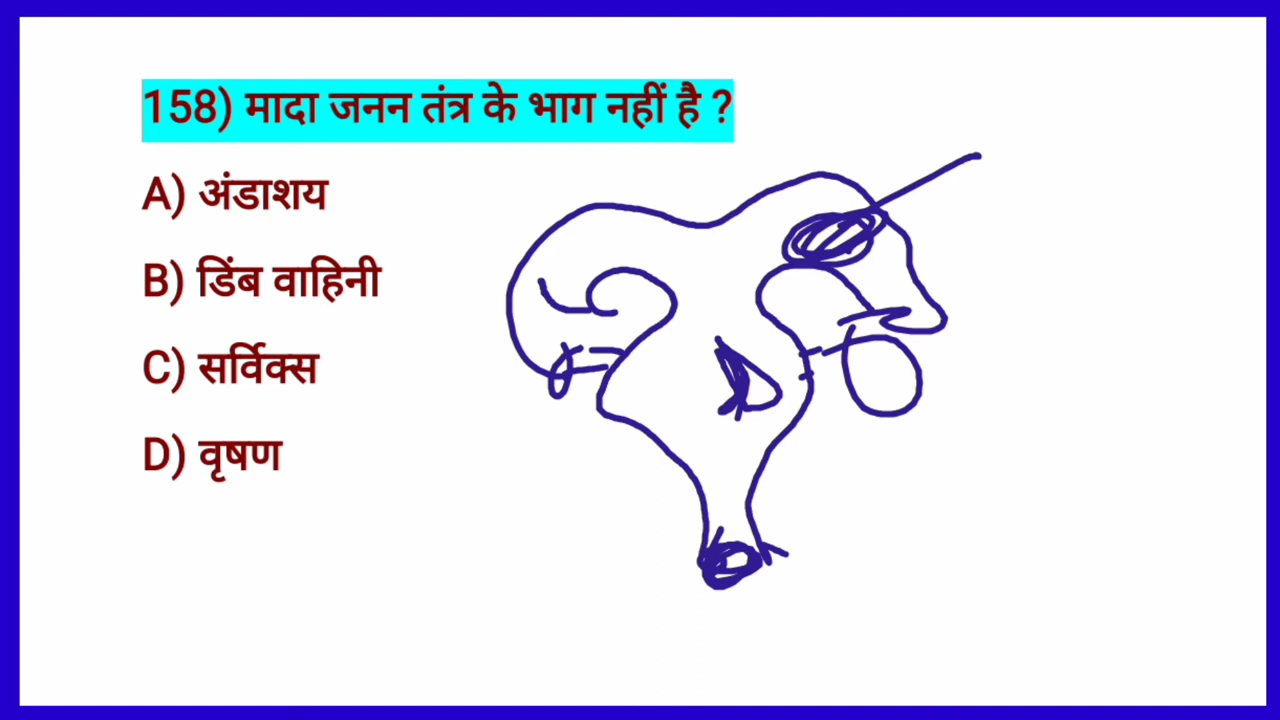 158) मादा जनन तंत्र के भाग नहीं है ?
A) अंडाशय
B) डिंब वाहिनी
C) सर्विक्स
D) वृषण